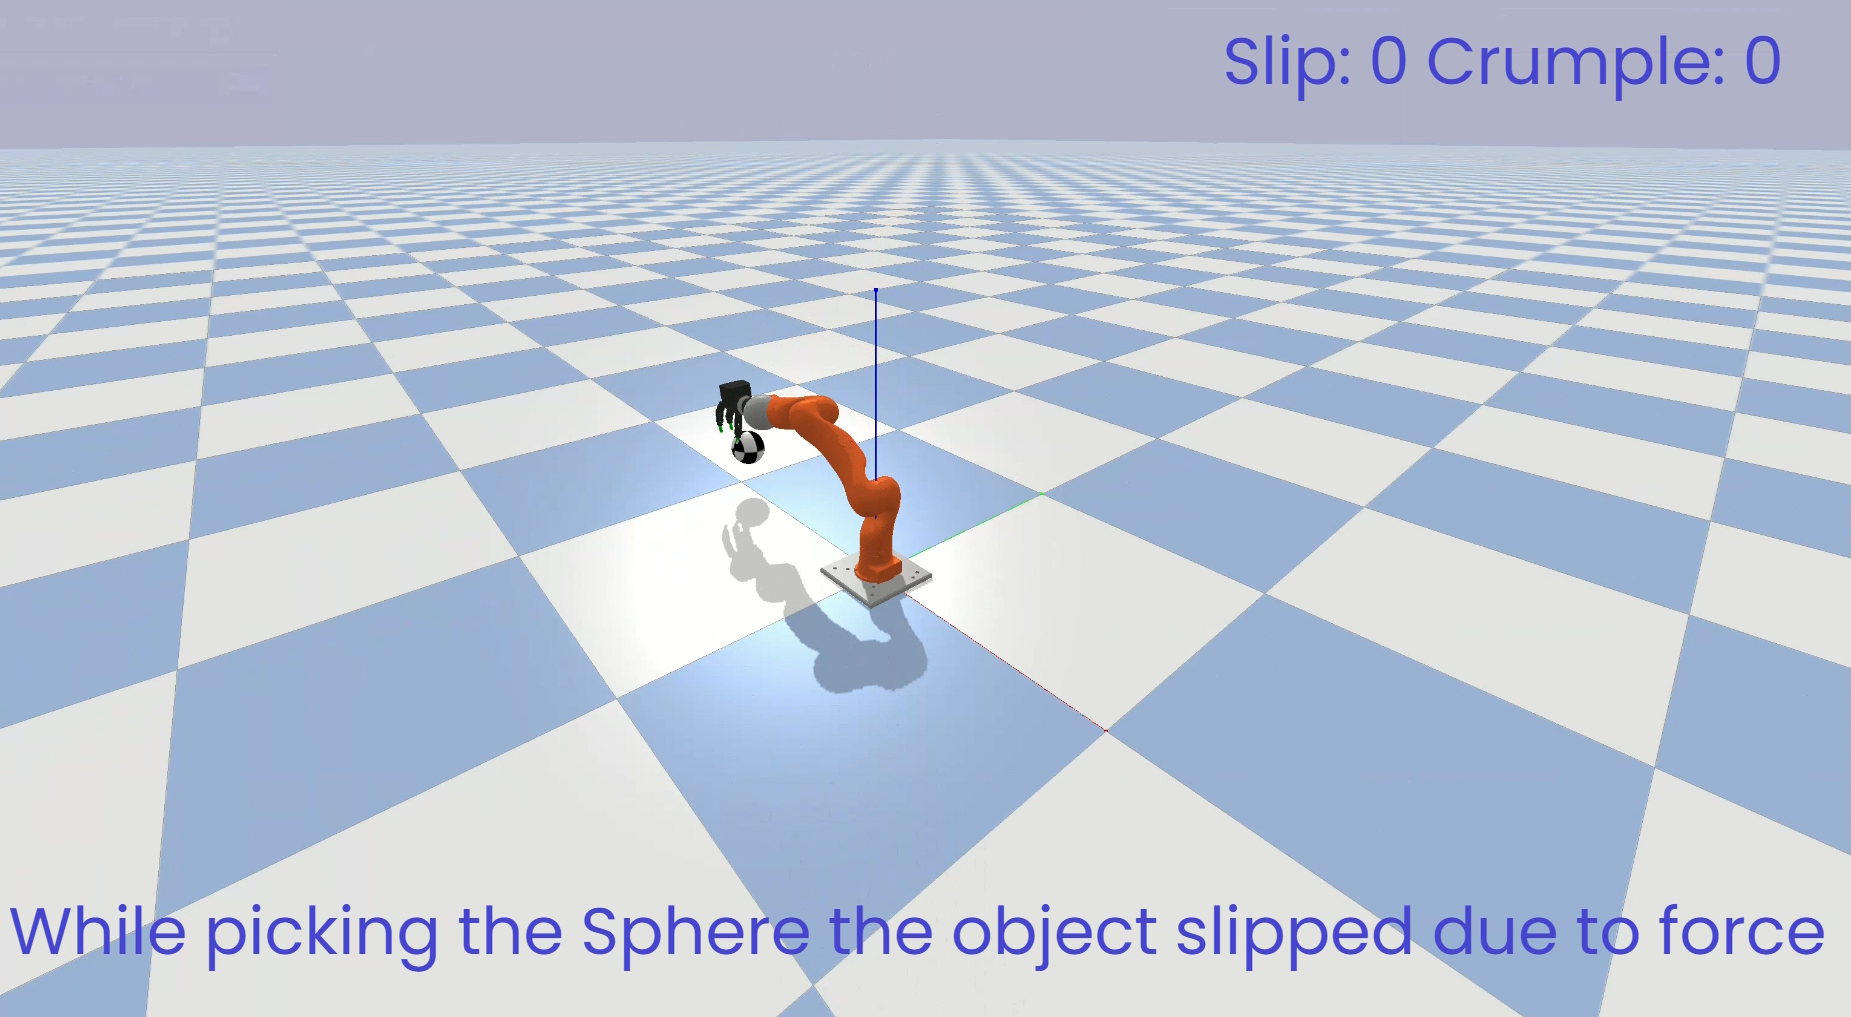 Slip: 0 Crumple: 0
While picking the Sphere the object slipped due to force